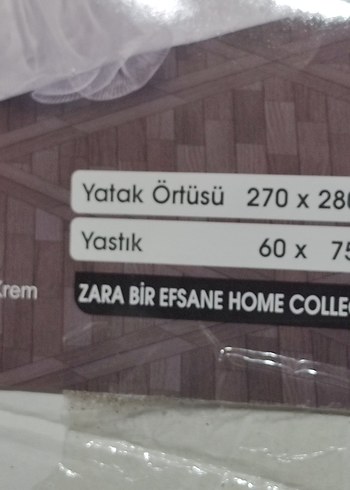 Yatak Örtüsü 270 x 280
Yastık 60 x 75
Krem
ZARA BİR EFSANE HOME COLLEC